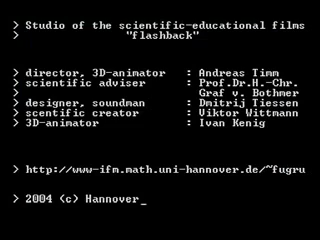 > Studio of the scientific-educational films
> "flashback"
> director, 3D-animator : Andreas Timm
> scientific adviser : Prof.Dr.H.-Chr.
> Graf v. Bothmer
> designer, soundman : Dmitrij Tiessen
> scentific creator : Viktor Wittmann
> 3D-animator : Ivan Kenig
> http://www-ifm.math.uni-hannover.de/~fugru
> 2004 (c) Hannover_